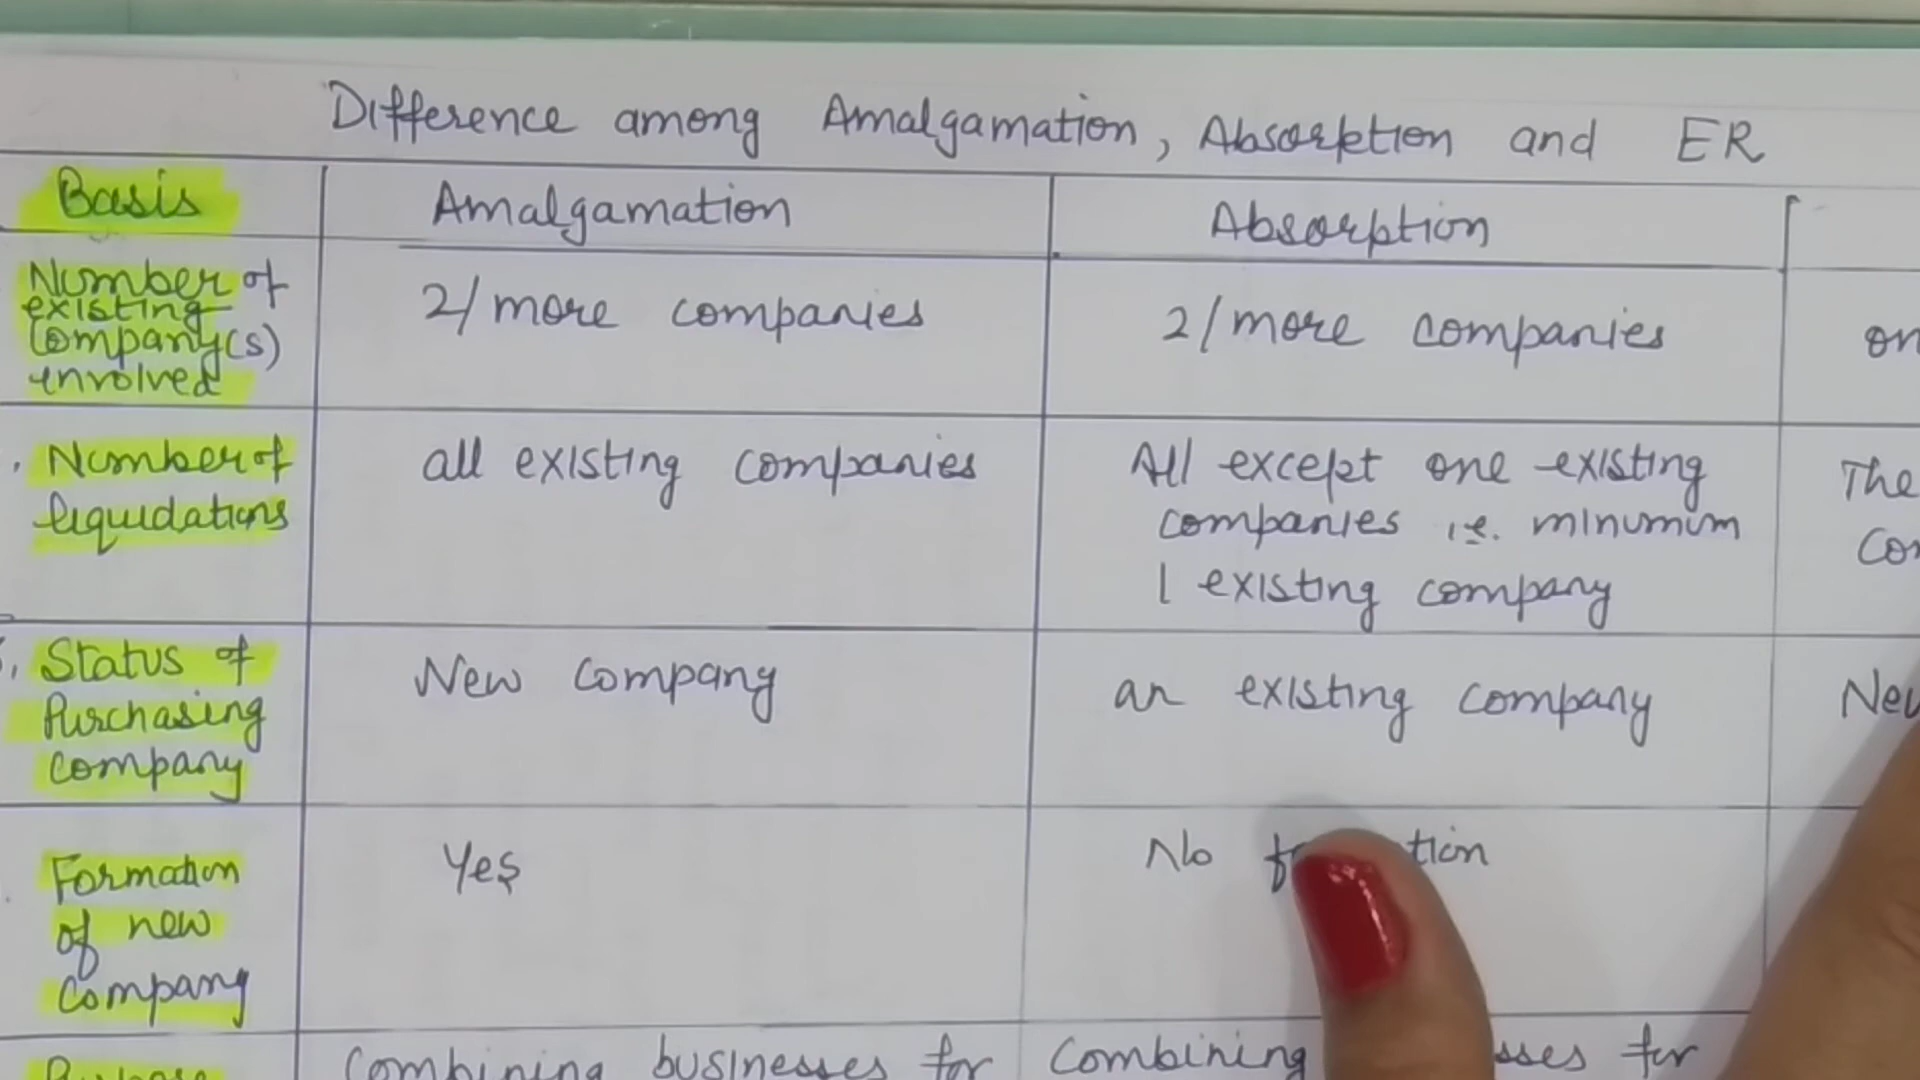 Difference among Amalgamation, Absorption and ER
Basis
Amalgamation
Absorption
Number of
existing
Company(s)
involved
2/more companies
2/more companies
Number of
liquidations
all existing companies
All except one existing
companies i.e. minimum
1 existing company
The
Status of
Purchasing
company
New Company
an existing company
Formation
of new
Company
Yes
No
Purpose
Combining businesses for
Combining
for